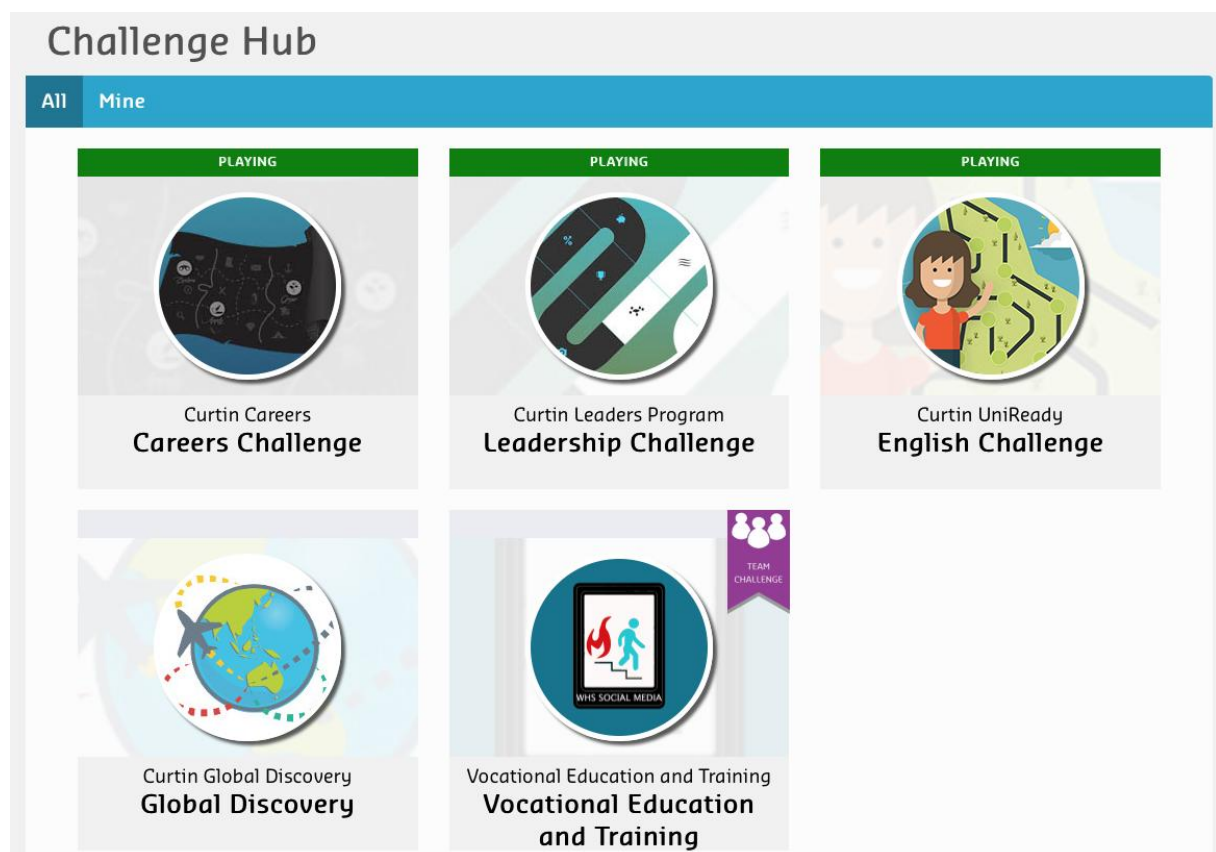 Challenge Hub
All Mine
PLAYING
PLAYING
PLAYING
Curtin Careers
Careers Challenge
Curtin Leaders Program
Leadership Challenge
Curtin UniReady
English Challenge
TEAM
CHALLENGE
WHS SOCIAL MEDIA
Curtin Global Discovery
Global Discovery
Vocational Education and Training
Vocational Education
and Training